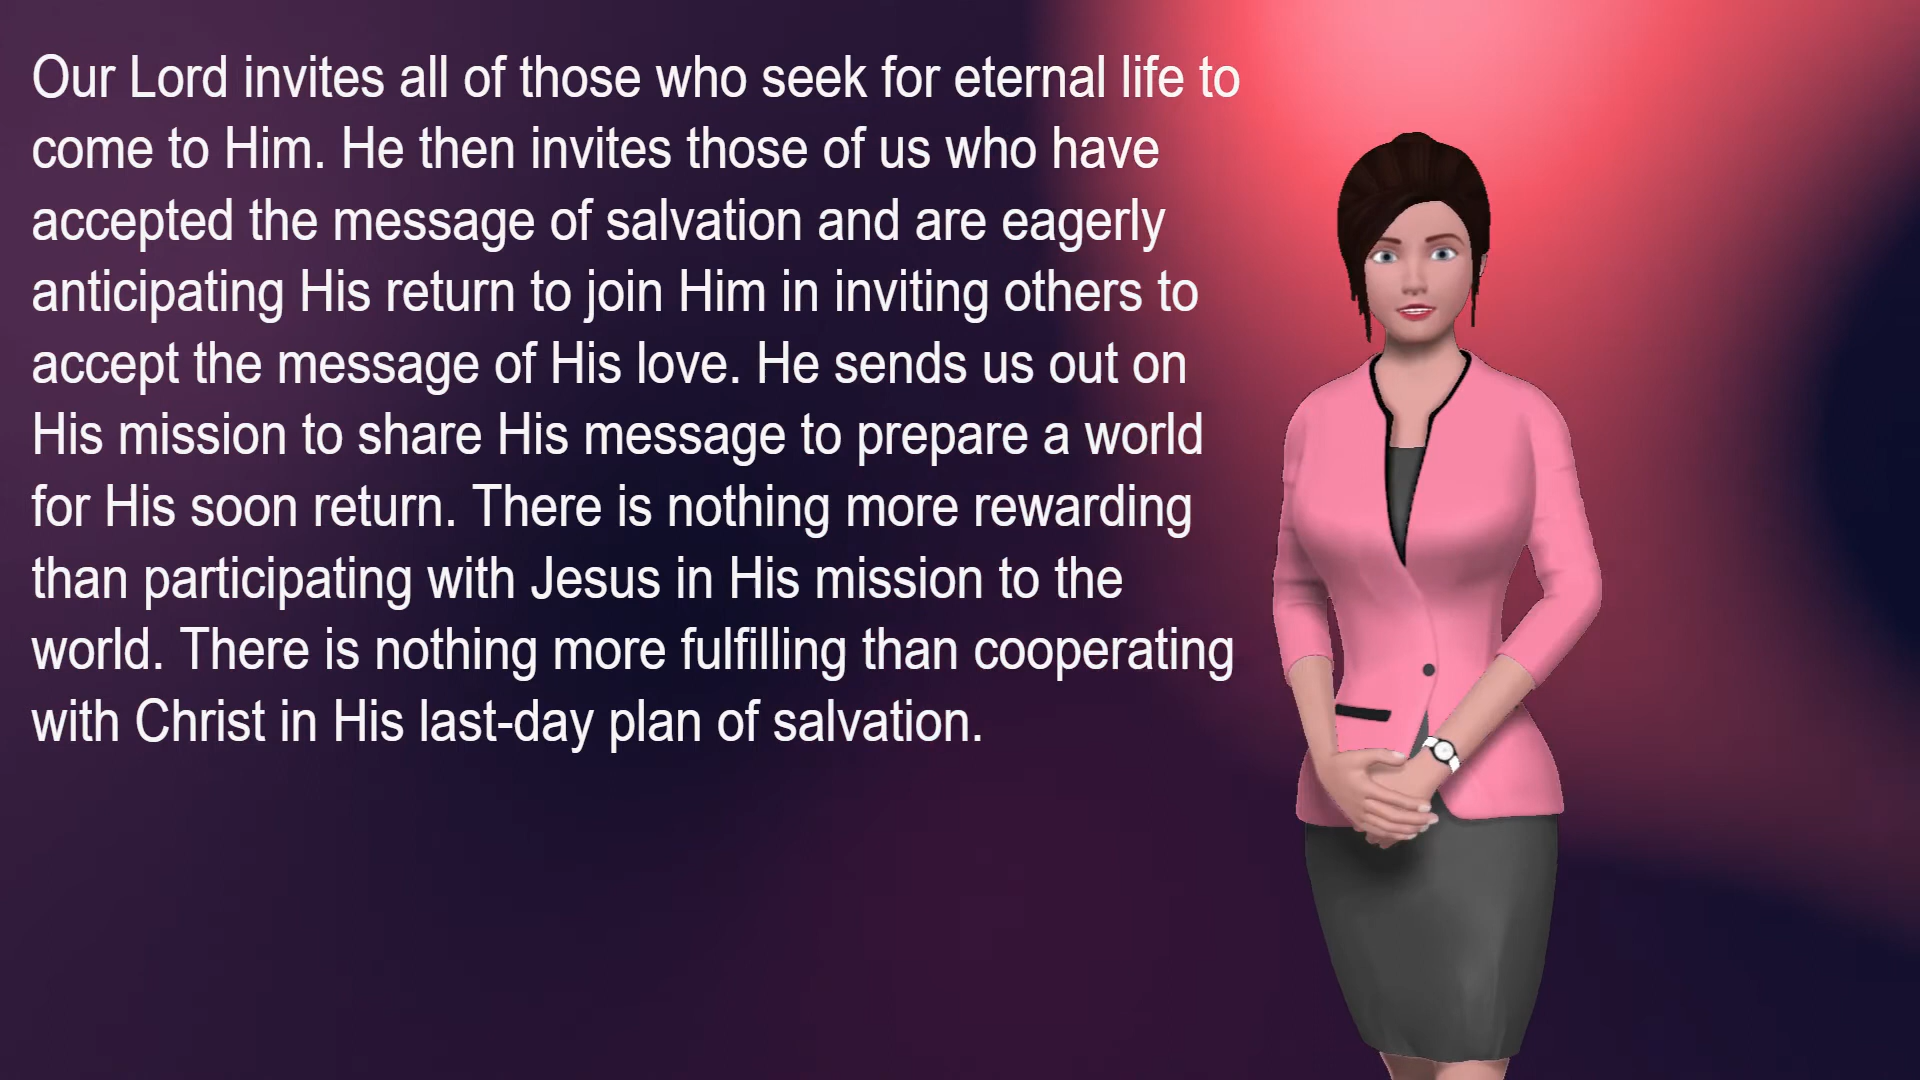 Our Lord invites all of those who seek for eternal life to
come to Him. He then invites those of us who have
accepted the message of salvation and are eagerly
anticipating His return to join Him in inviting others to
accept the message of His love. He sends us out on
His mission to share His message to prepare a world
for His soon return. There is nothing more rewarding
than participating with Jesus in His mission to the
world. There is nothing more fulfilling than cooperating
with Christ in His last-day plan of salvation.